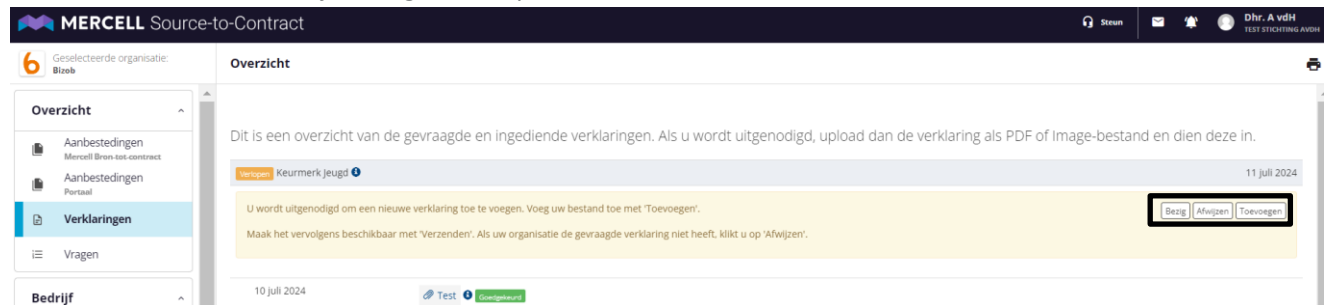 MERCELL Source-to-Contract
Steun
Dhr. A vdH
TEST STICHTING AVDH
Geselecteerde organisatie:
Bizob
Overzicht
Overzicht
Aanbestedingen
Mercell Bron-tot-contract
Aanbestedingen
Portaal
Verklaringen
Vragen
Bedrijf
Dit is een overzicht van de gevraagde en ingediende verklaringen. Als u wordt uitgenodigd, upload dan de verklaring als PDF of Image-bestand en dien deze in.
Verlopen Keurmerk Jeugd 11 juli 2024
U wordt uitgenodigd om een nieuwe verklaring toe te voegen. Voeg uw bestand toe met 'Toevoegen'.
Bezig Afwijzen Toevoegen
Maak het vervolgens beschikbaar met 'Verzenden'. Als uw organisatie de gevraagde verklaring niet heeft, klikt u op 'Afwijzen'.
10 juli 2024 Test Goedgekeurd